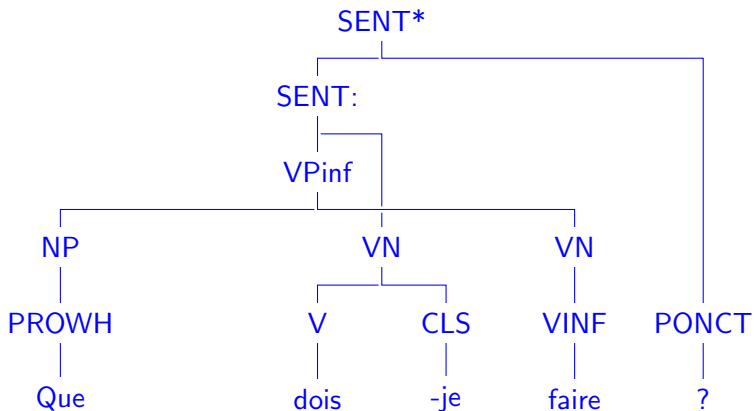 SENT*
SENT:
VPinf
NP VN VN
PROWH V CLS VINF PONCT
Que dois -je faire ?